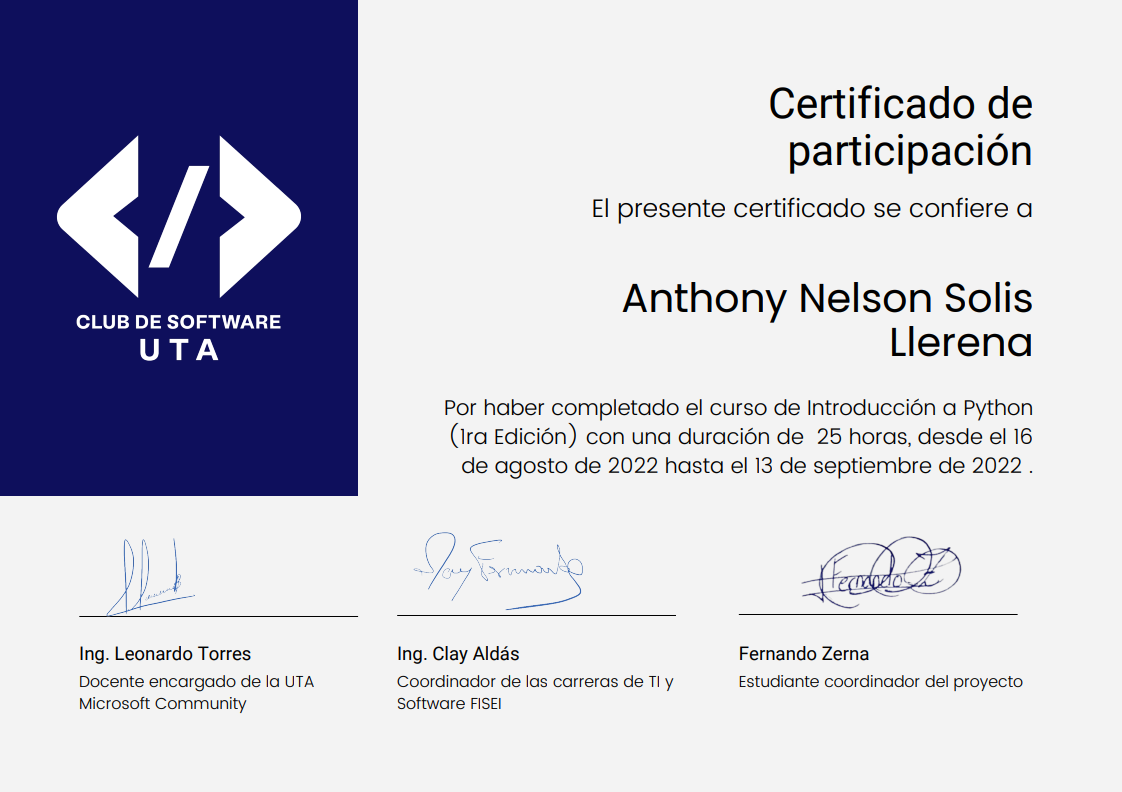 CLUB DE SOFTWARE
UTA
Certificado de
participación
El presente certificado se confiere a
Anthony Nelson Solis
Llerena
Por haber completado el curso de Introducción a Python
(1ra Edición) con una duración de  25 horas, desde el 16
de agosto de 2022 hasta el 13 de septiembre de 2022 .
Clay Fernando
Fernando Z
Ing. Leonardo Torres
Docente encargado de la UTA
Microsoft Community
Ing. Clay Aldás
Coordinador de las carreras de TI y
Software FISEI
Fernando Zerna
Estudiante coordinador del proyecto